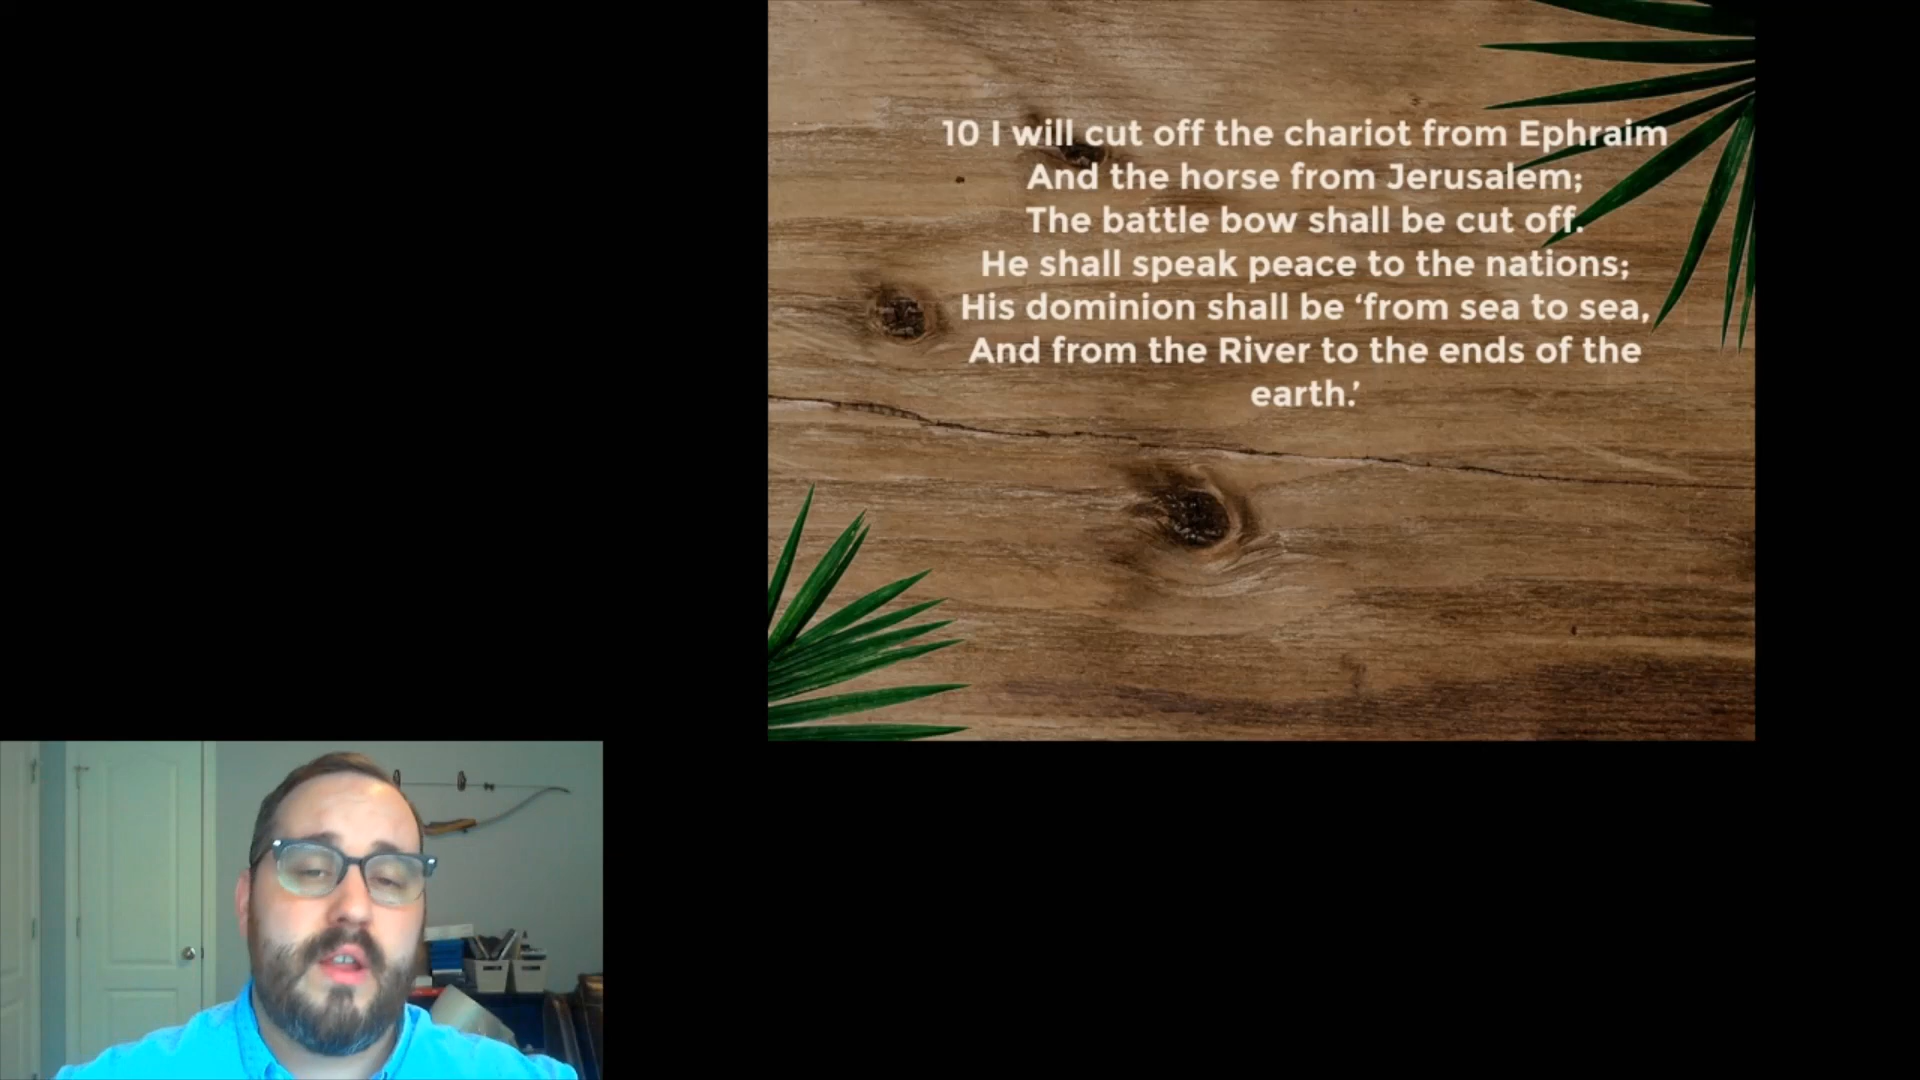 10 I will cut off the chariot from Ephraim
And the horse from Jerusalem;
The battle bow shall be cut off.
He shall speak peace to the nations;
His dominion shall be ‘from sea to sea,
And from the River to the ends of the
earth.’